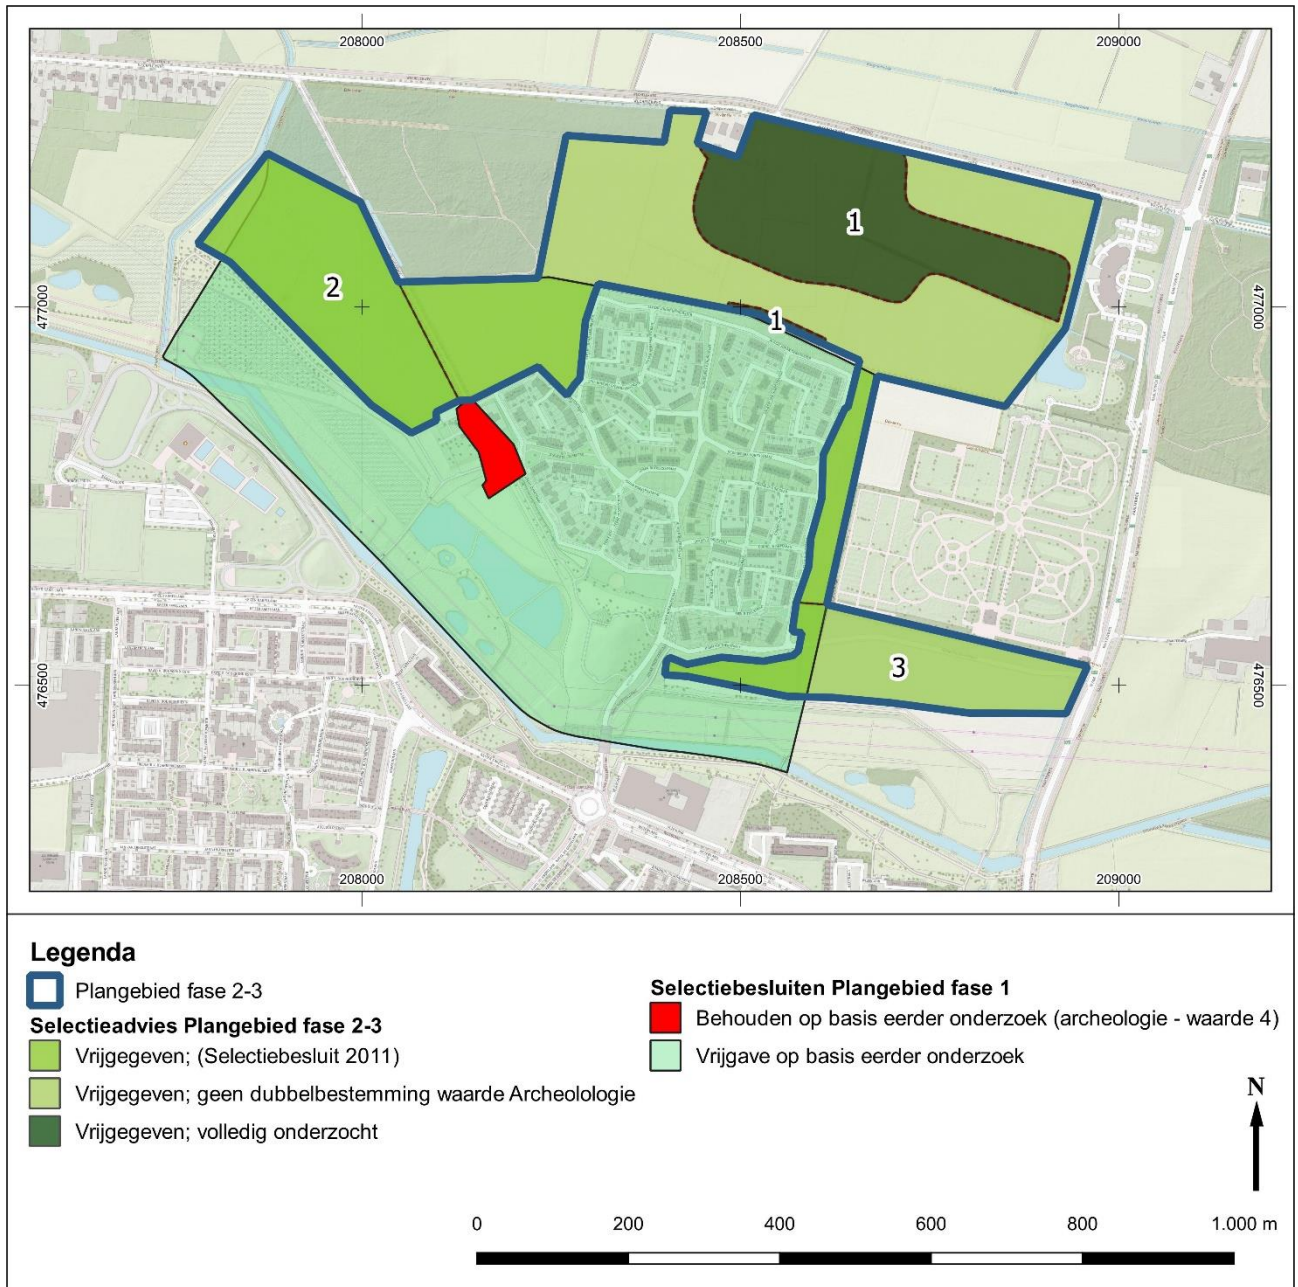 208000 208500 209000
1
2
477000 477000
1
3
476500 476500
208000 208500 209000
Legenda
Plangebied fase 2-3
Selectieadvies Plangebied fase 2-3
Vrijgegeven; (Selectiebesluit 2011)
Vrijgegeven; geen dubbelbestemming waarde Archeolologie
Vrijgegeven; volledig onderzocht
Selectiebesluiten Plangebied fase 1
Behouden op basis eerder onderzoek (archeologie - waarde 4)
Vrijgave op basis eerder onderzoek
N
0 200 400 600 800 1.000 m